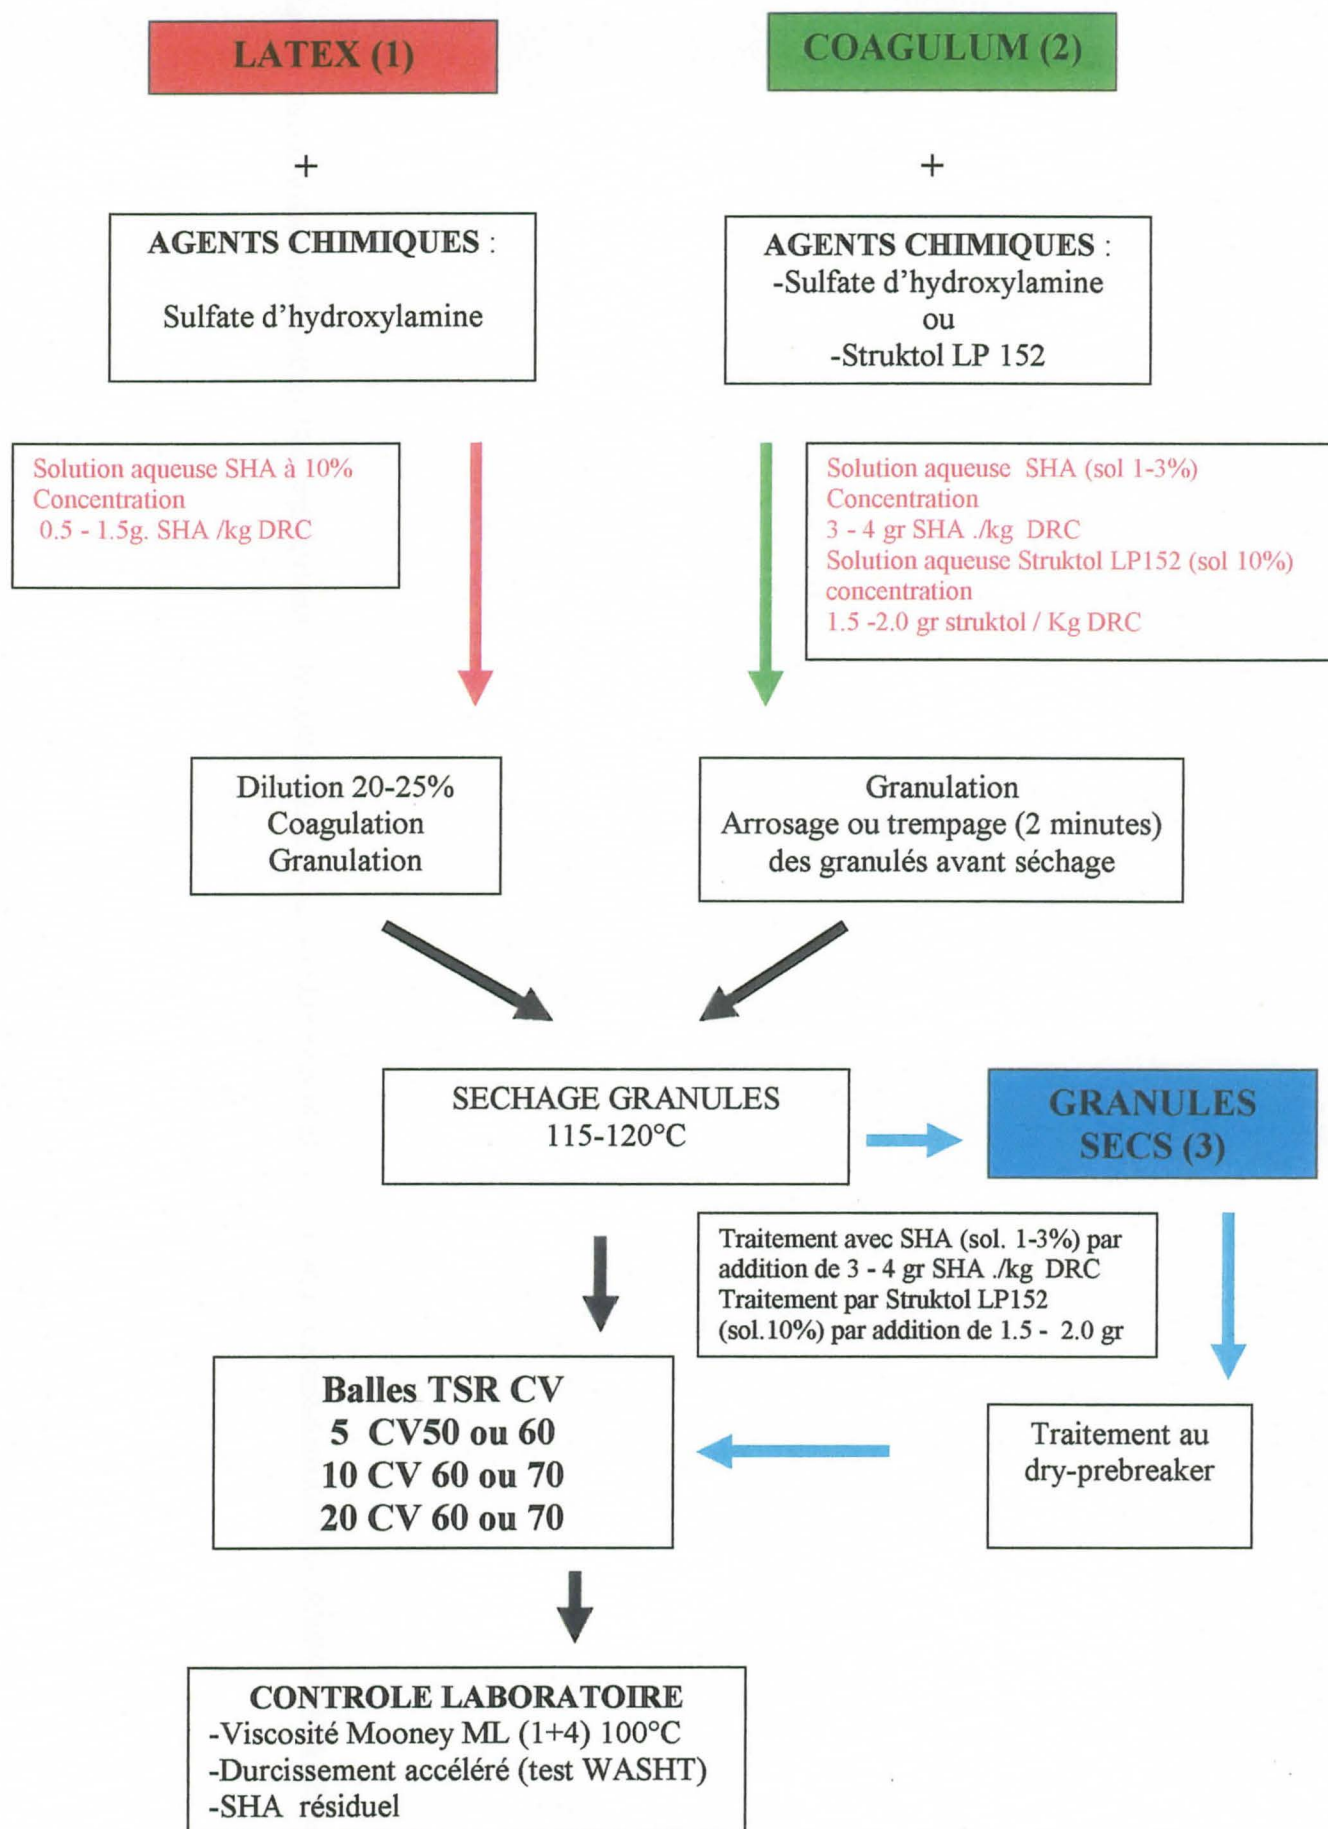 LATEX (1)
COAGULUM (2)
+
+
AGENTS CHIMIQUES :
Sulfate d'hydroxylamine
AGENTS CHIMIQUES :
-Sulfate d'hydroxylamine
ou
-Struktol LP 152
Solution aqueuse SHA à 10%
Concentration
0.5 - 1.5g. SHA /kg DRC
Solution aqueuse SHA (sol 1-3%)
Concentration
3 - 4 gr SHA ./kg DRC
Solution aqueuse Struktol LP152 (sol 10%)
concentration
1.5 -2.0 gr struktol / Kg DRC
Dilution 20-25%
Coagulation
Granulation
Granulation
Arrosage ou trempage (2 minutes)
des granulés avant séchage
SECHAGE GRANULES
115-120°C
GRANULES
SECS (3)
Traitement avec SHA (sol. 1-3%) par
addition de 3 - 4 gr SHA ./kg DRC
Traitement par Struktol LP152
(sol.10%) par addition de 1.5 - 2.0 gr
Balles TSR CV
5 CV50 ou 60
10 CV 60 ou 70
20 CV 60 ou 70
Traitement au
dry-prebreaker
CONTROLE LABORATOIRE
-Viscosité Mooney ML (1+4) 100°C
-Durcissement accéléré (test WASHT)
-SHA résiduel